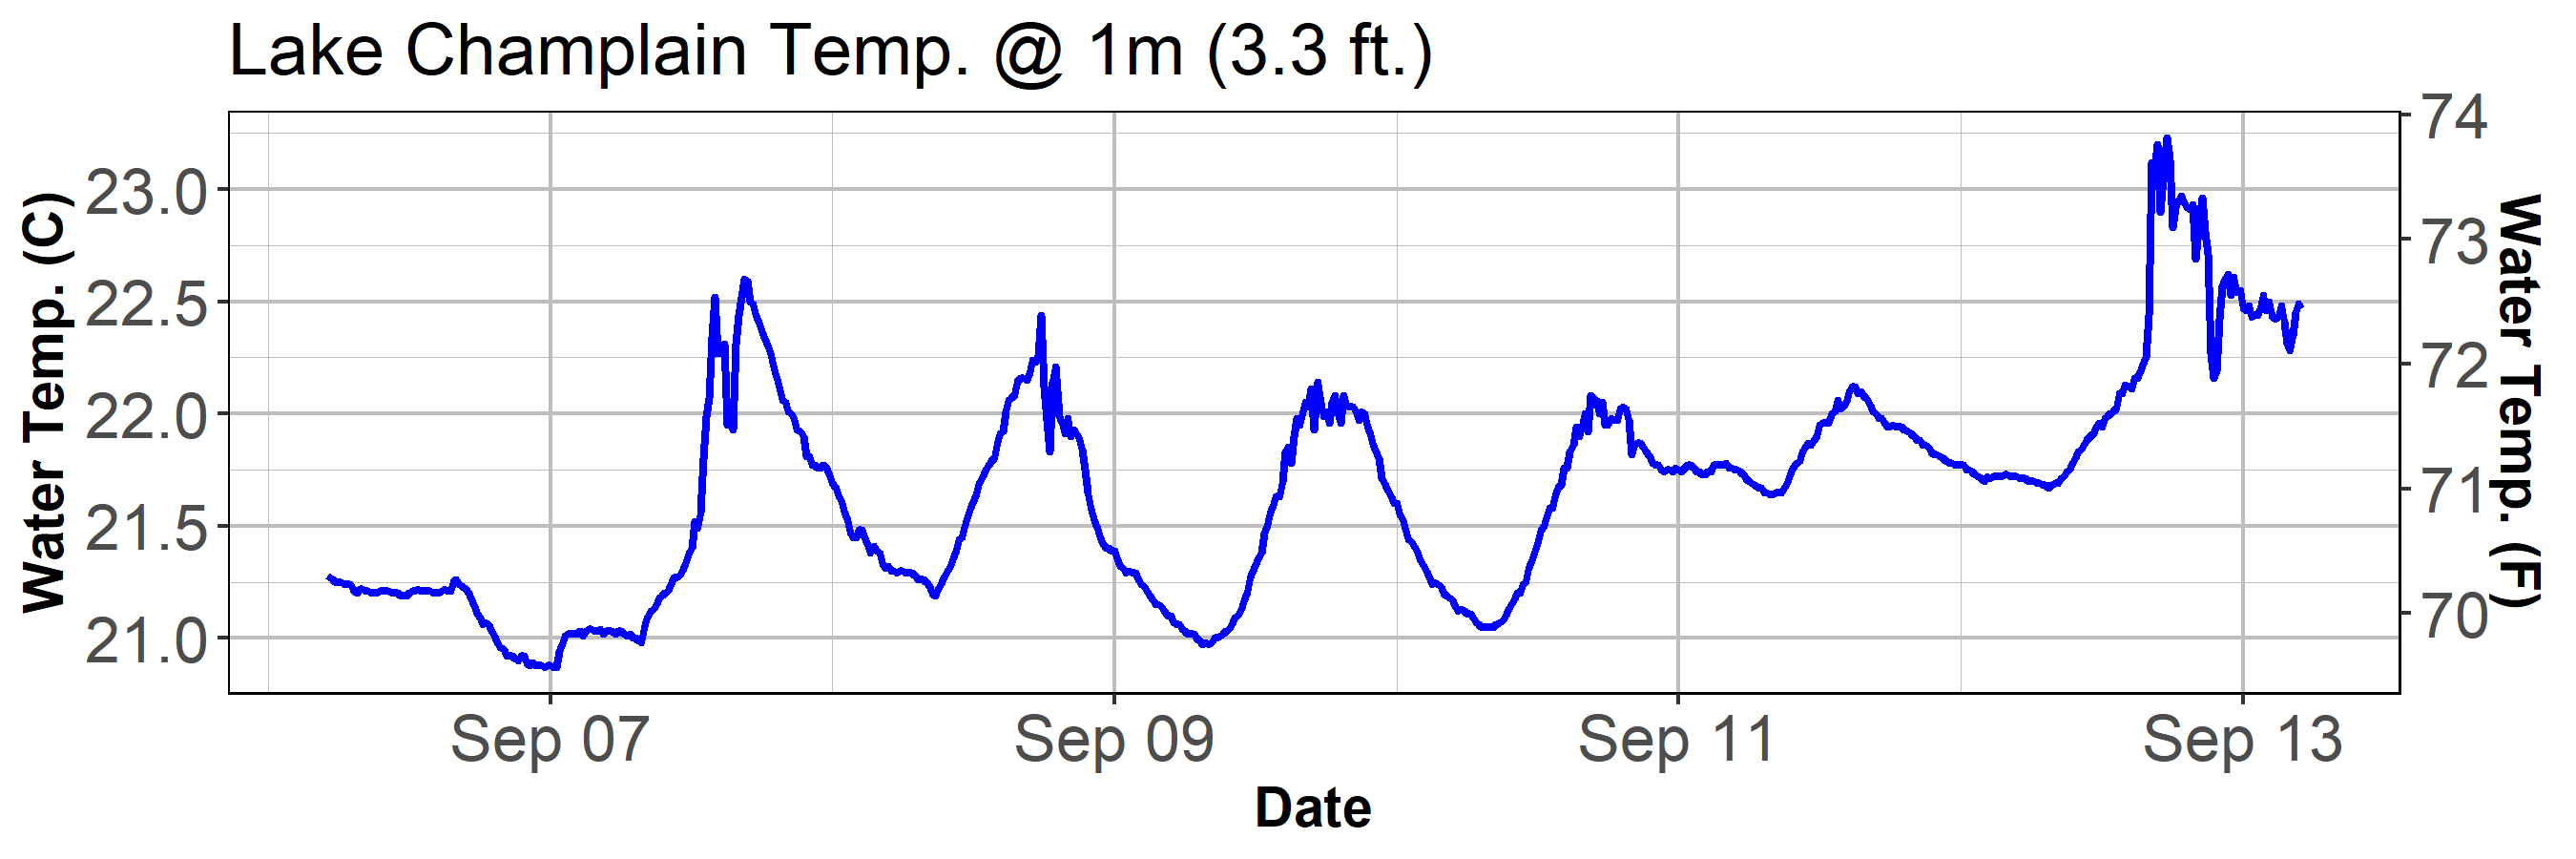 Lake Champlain Temp. @ 1m (3.3 ft.)
Water Temp. (C)
23.0
22.5
22.0
21.5
21.0
74
73
72
71
70
Water Temp. (F)
Sep 07
Sep 09
Sep 11
Sep 13
Date